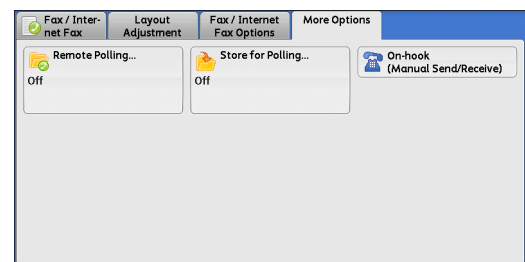 Fax / Inter-
net Fax
Layout
Adjustment
Fax / Internet
Fax Options
More Options
Remote Polling...
Off
Store for Polling...
Off
On-hook
(Manual Send/Receive)